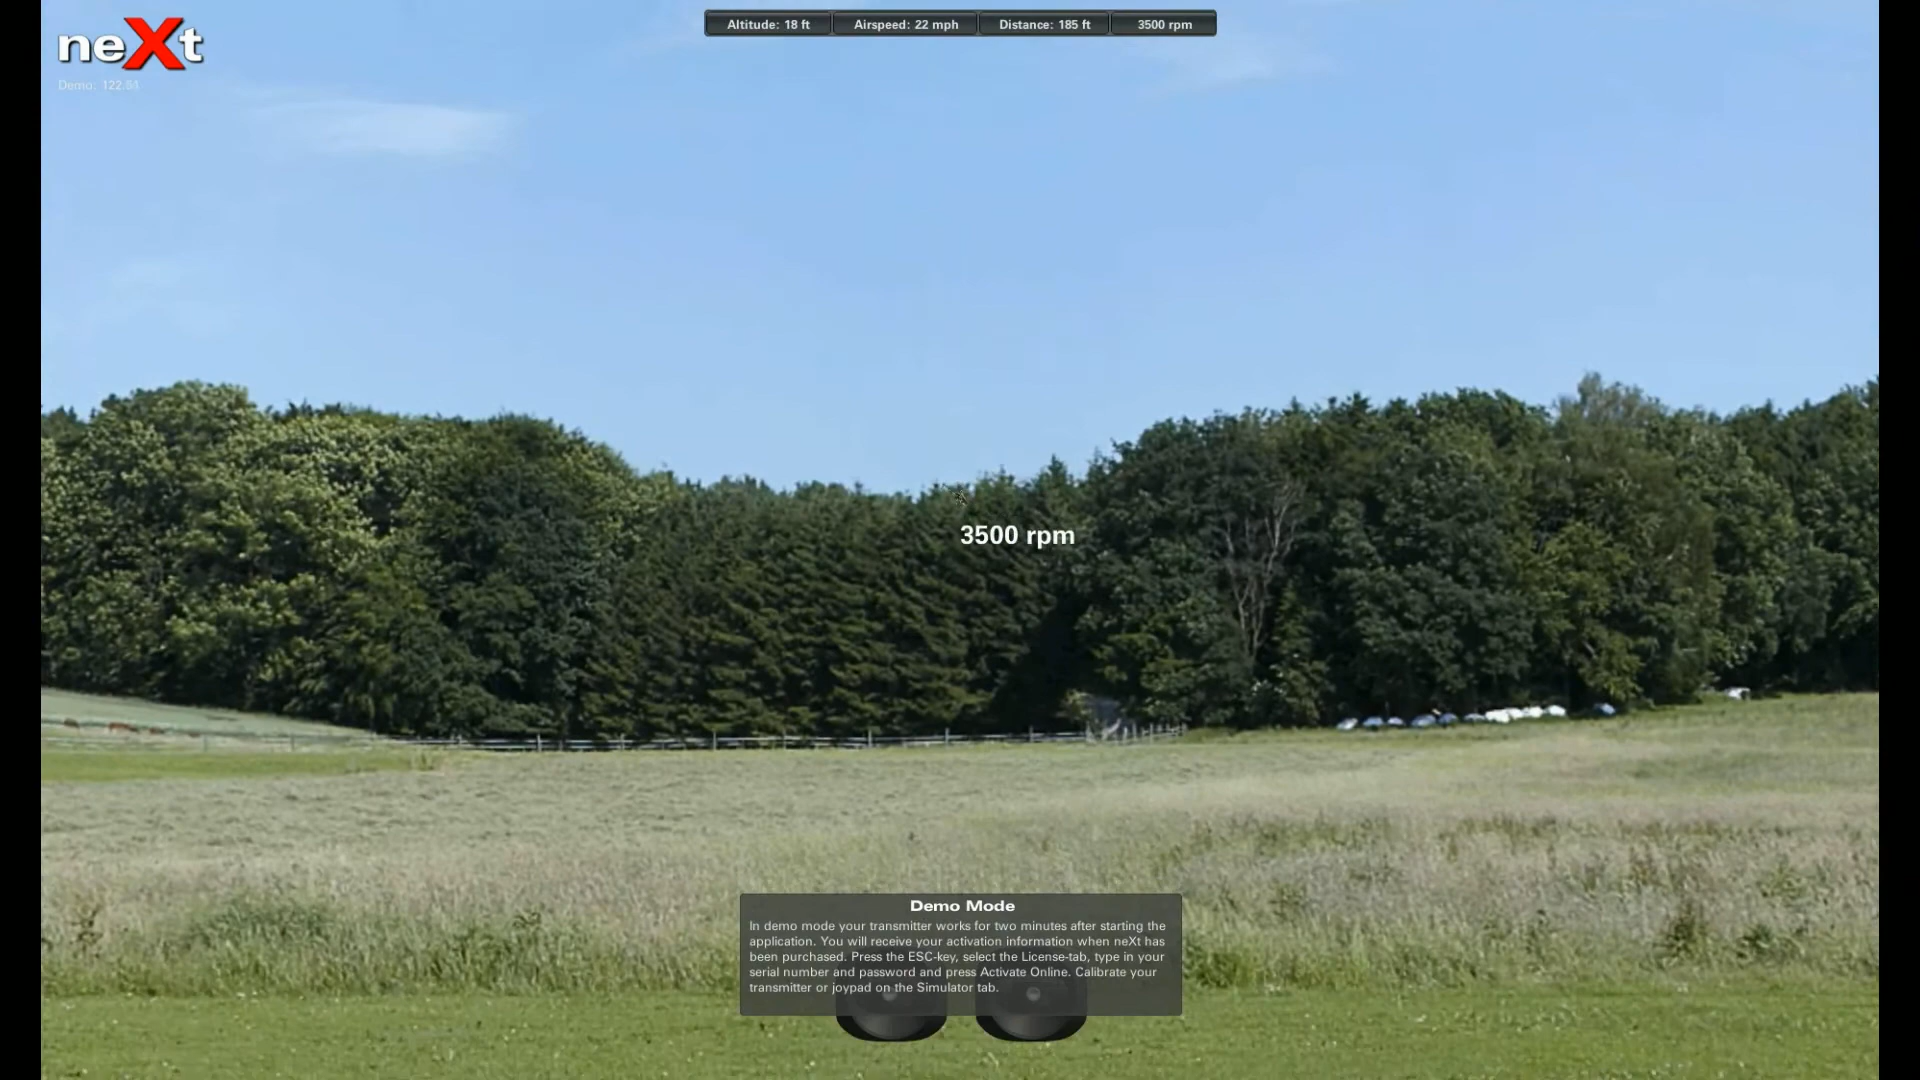 neXt
Demo: 122.51
Altitude: 18 ft
Airspeed: 22 mph
Distance: 185 ft
3500 rpm
3500 rpm
Demo Mode
In demo mode your transmitter works for two minutes after starting the
application. You will receive your activation information when neXt has
been purchased. Press the ESC-key, select the License-tab, type in your
serial number and password and press Activate Online. Calibrate your
transmitter or joypad on the Simulator tab.